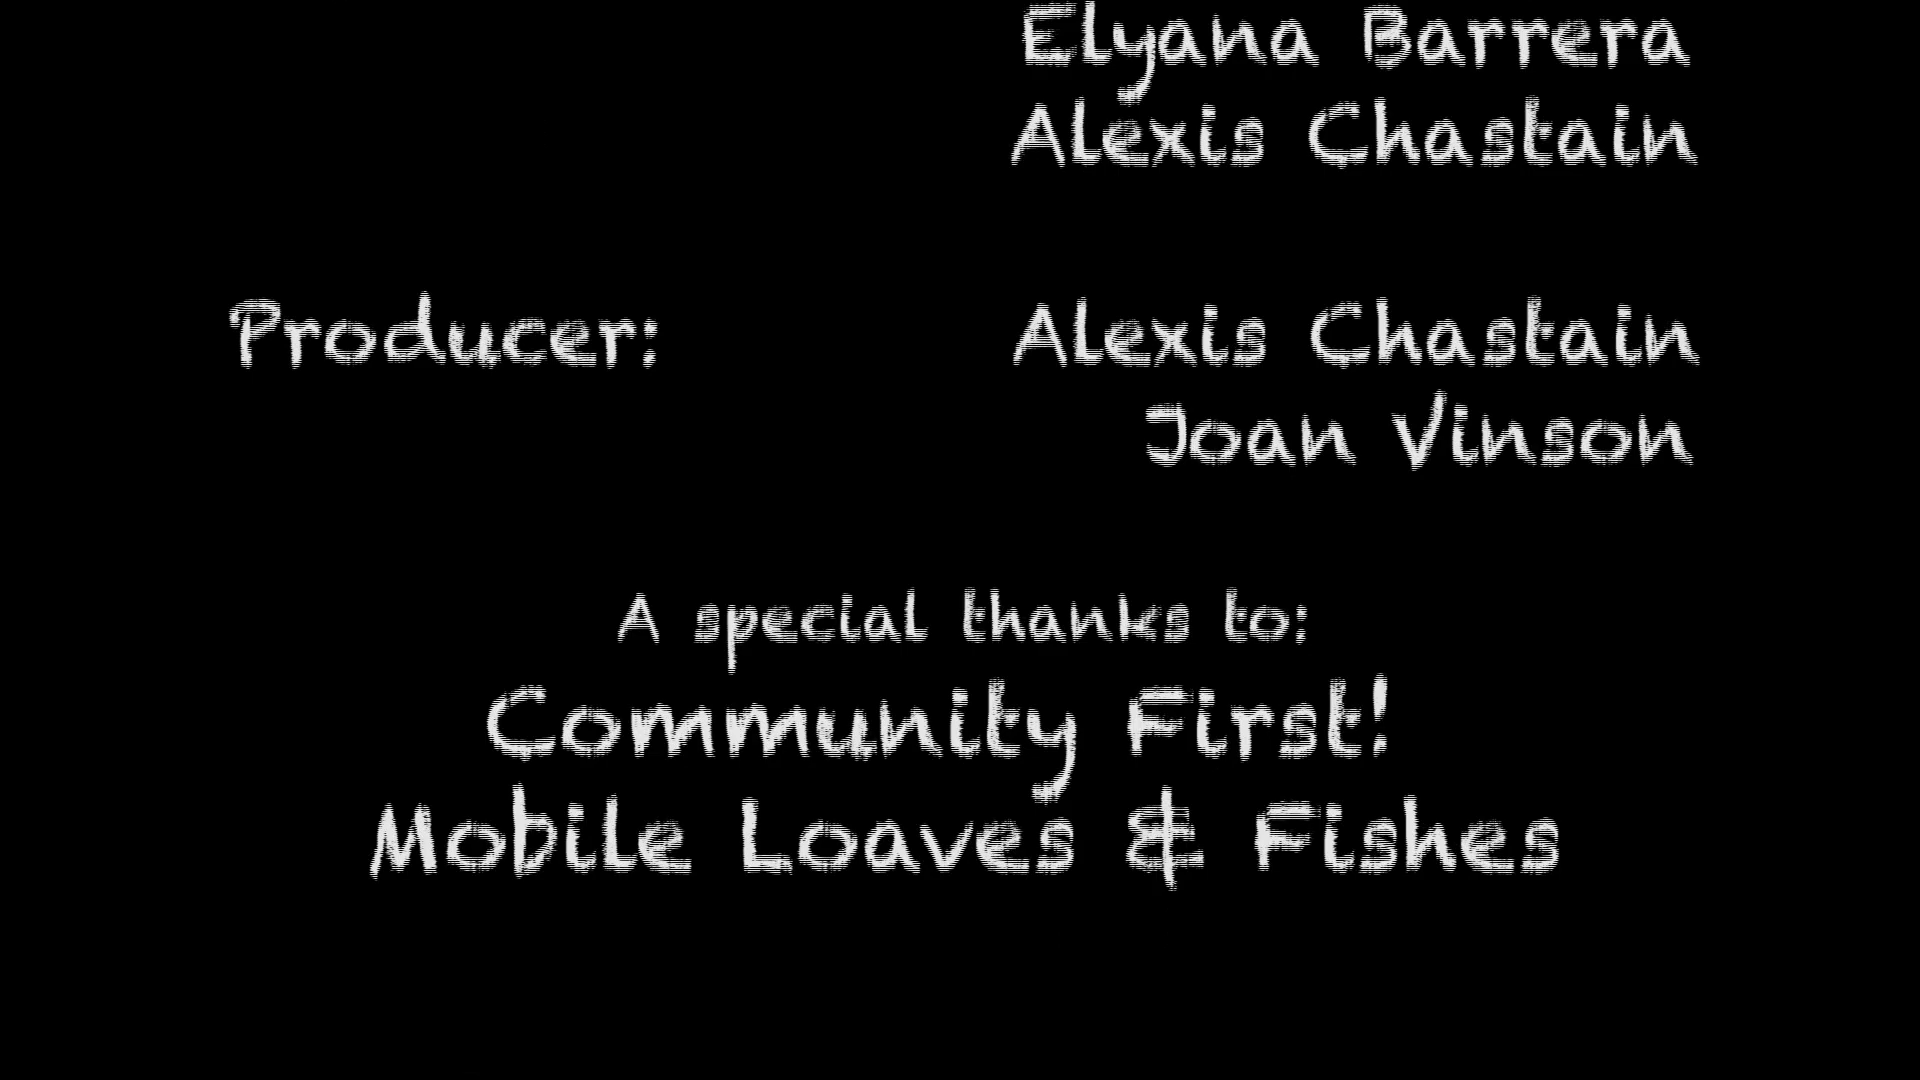 Elyana Barrera
Alexis Chastain
Producer: Alexis Chastain
Joan Vinson
A special thanks to:
Community First!
Mobile Loaves & Fishes